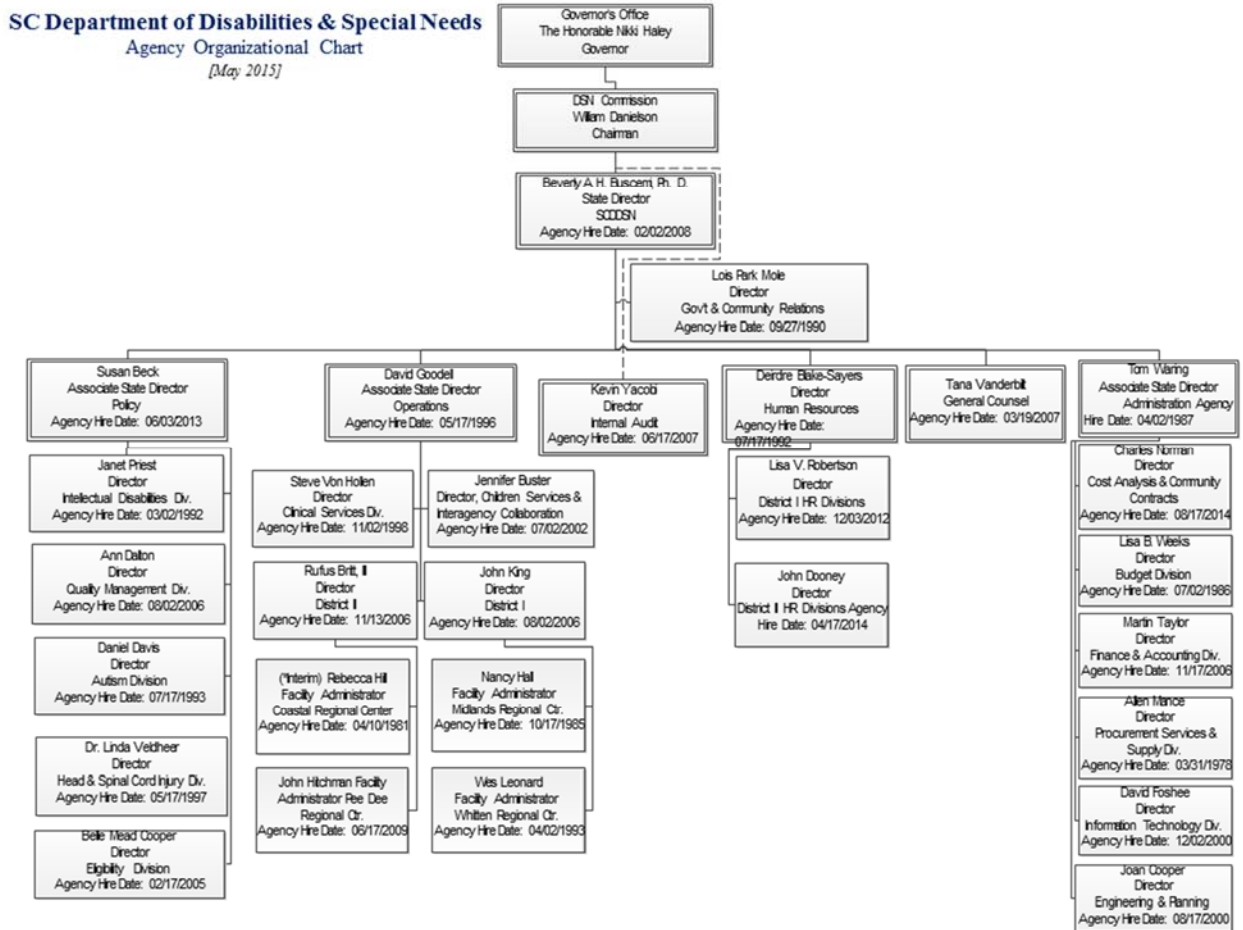 SC Department of Disabilities & Special Needs
Agency Organizational Chart
[May 2015]
Governor's Office
The Honorable Nikki Haley
Governor
DSN Commission
William Danielson
Chairman
Beverly A. H. Buscemi, Ph. D.
State Director
SCDDSN
Agency Hire Date: 02/02/2008
Lois Park Mole
Director
Gov't & Community Relations
Agency Hire Date: 09/27/1990
Susan Beck
Associate State Director
Policy
Agency Hire Date: 06/03/2013
David Goodell
Associate State Director
Operations
Agency Hire Date: 05/17/1996
Kevin Yacobi
Director
Internal Audit
Agency Hire Date: 06/17/2007
Deirdre Blake-Sayers
Director
Human Resources
Agency Hire Date:
07/17/1992
Tana Vanderbilt
General Counsel
Agency Hire Date: 03/19/2007
Tom Waring
Associate State Director
Administration Agency
Hire Date: 04/02/1987
Janet Priest
Director
Intellectual Disabilities Div.
Agency Hire Date: 03/02/1992
Ann Dalton
Director
Quality Management Div.
Agency Hire Date: 08/02/2006
Daniel Davis
Director
Autism Division
Agency Hire Date: 07/17/1993
Dr. Linda Veldheer
Director
Head & Spinal Cord Injury Div.
Agency Hire Date: 05/17/1997
Belle Mead Cooper
Director
Eligibility Division
Agency Hire Date: 02/17/2005
Steve Von Hollen
Director
Clinical Services Div.
Agency Hire Date: 11/02/1998
Jennifer Buster
Director, Children Services &
Interagency Collaboration
Agency Hire Date: 07/02/2002
Rufus Britt, II
Director
District II
Agency Hire Date: 11/13/2006
John King
Director
District I
Agency Hire Date: 08/02/2006
(*Interim) Rebecca Hill
Facility Administrator
Coastal Regional Center
Agency Hire Date: 04/10/1981
Nancy Hall
Facility Administrator
Midlands Regional Ctr.
Agency Hire Date: 10/17/1985
John Hitchman Facility
Administrator Pee Dee
Regional Ctr.
Agency Hire Date: 06/17/2009
Wes Leonard
Facility Administrator
Whitten Regional Ctr.
Agency Hire Date: 04/02/1993
Lisa V. Robertson
Director
District I HR Divisions
Agency Hire Date: 12/03/2012
John Dooney
Director
District II HR Divisions Agency
Hire Date: 04/17/2014
Charles Norman
Director
Cost Analysis & Community
Contracts
Agency Hire Date: 08/17/2014
Lisa B. Weeks
Director
Budget Division
Agency Hire Date: 07/02/1986
Martin Taylor
Director
Finance & Accounting Div.
Agency Hire Date: 11/17/2006
Allen Mance
Director
Procurement Services &
Supply Div.
Agency Hire Date: 03/31/1978
David Foshee
Director
Information Technology Div.
Agency Hire Date: 12/02/2000
Joan Cooper
Director
Engineering & Planning
Agency Hire Date: 08/17/2000